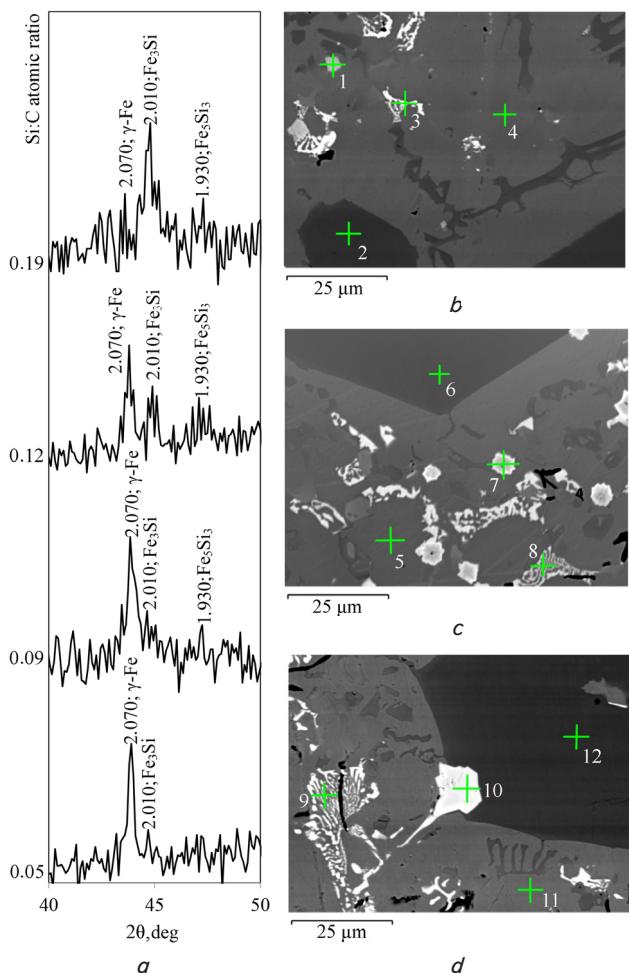 Si:C atomic ratio
2.070; γ-Fe
2.010;Fe₃Si
1.930;Fe₅Si₃
0.19
2.070; γ-Fe
2.010;Fe₃Si
1.930;Fe₅Si₃
0.12
2.070; γ-Fe
2.010;Fe₃Si
1.930;Fe₅Si₃
0.09
2.070; γ-Fe
2.010;Fe₃Si
0.05
40
45
50
2θ,deg
a
1
3
4
2
25 μm
b
6
7
5
8
25 μm
c
12
9
10
11
25 μm
d